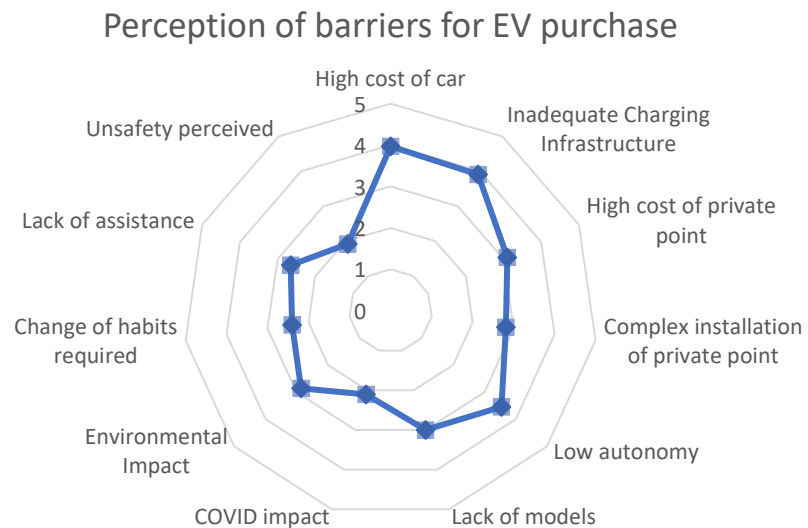 Perception of barriers for EV purchase
High cost of car
Inadequate Charging
Infrastructure
High cost of private
point
Complex installation
of private point
Low autonomy
Lack of models
COVID impact
Environmental
Impact
Change of habits
required
Lack of assistance
Unsafety perceived
5
4
3
2
1
0